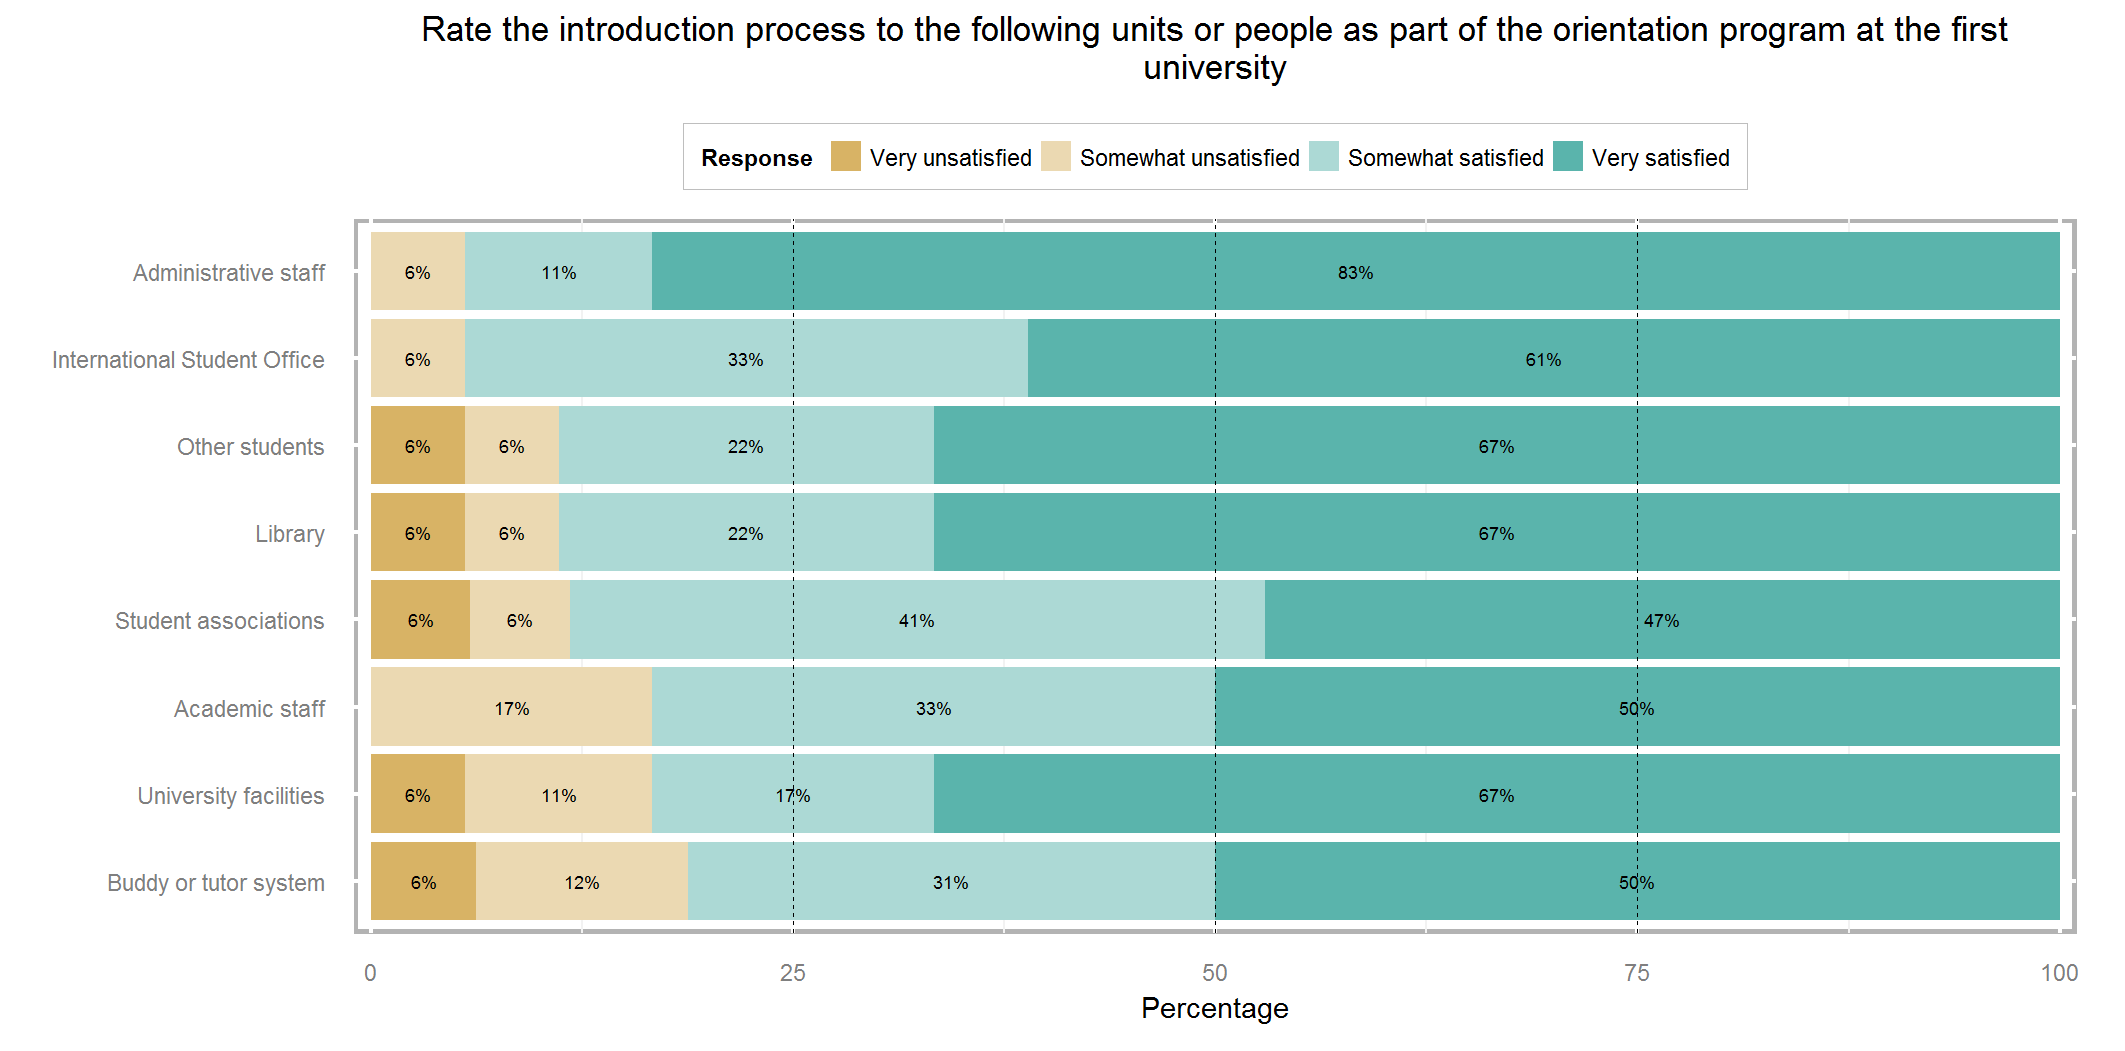 Rate the introduction process to the following units or people as part of the orientation program at the first
university
Response Very unsatisfied Somewhat unsatisfied Somewhat satisfied Very satisfied
Administrative staff 6% 11% 83%
International Student Office 6% 33% 61%
Other students 6% 6% 22% 67%
Library 6% 6% 22% 67%
Student associations 6% 6% 41% 47%
Academic staff 17% 33% 50%
University facilities 6% 11% 17% 67%
Buddy or tutor system 6% 12% 31% 50%
0 25 50 75 100
Percentage